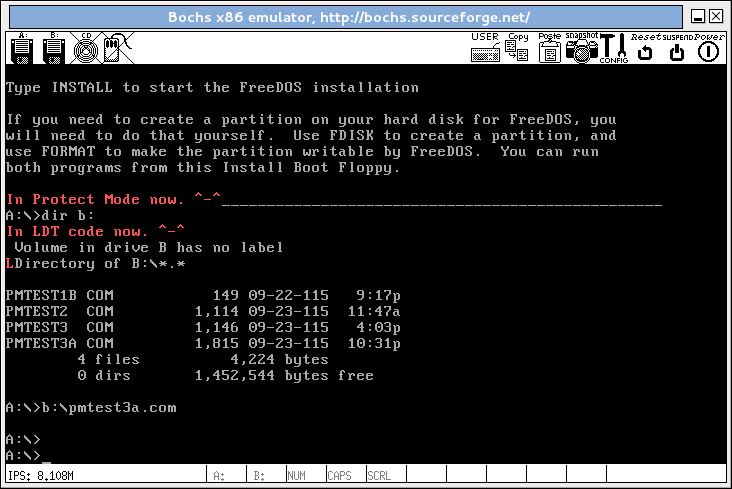 Bochs x86 emulator, http://bochs.sourceforge.net/
A: B: CD USER Copy Paste snapshot CONFIG Reset SUSPEND Power
Type INSTALL to start the FreeDOS installation
If you need to create a partition on your hard disk for FreeDOS, you
will need to do that yourself.  Use FDISK to create a partition, and
use FORMAT to make the partition writable by FreeDOS.  You can run
both programs from this Install Boot Floppy.
In Protect Mode now. ^-^_________________________________________________
A:\>dir b:
In LDT code now. ^-^
 Volume in drive B has no label
LDirectory of B:\*.*
PMTEST1B COM           149 09-22-115   9:17p
PMTEST2  COM         1,114 09-23-115  11:47a
PMTEST3  COM         1,146 09-23-115   4:03p
PMTEST3A COM         1,815 09-23-115  10:31p
        4 files          4,224 bytes
        0 dirs       1,452,544 bytes free
A:\>b:\pmtest3a.com
A:\>
A:\>_
IPS: 8.108M A: B: NUM CAPS SCRL